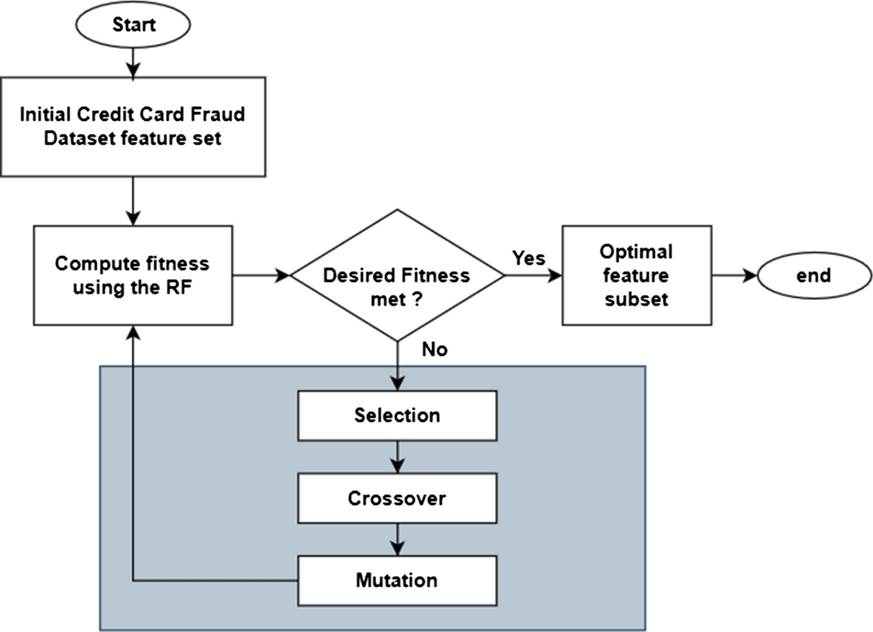 Start
Initial Credit Card Fraud
Dataset feature set
Compute fitness
using the RF
Desired Fitness
met ?
Yes
Optimal
feature
subset
end
No
Selection
Crossover
Mutation